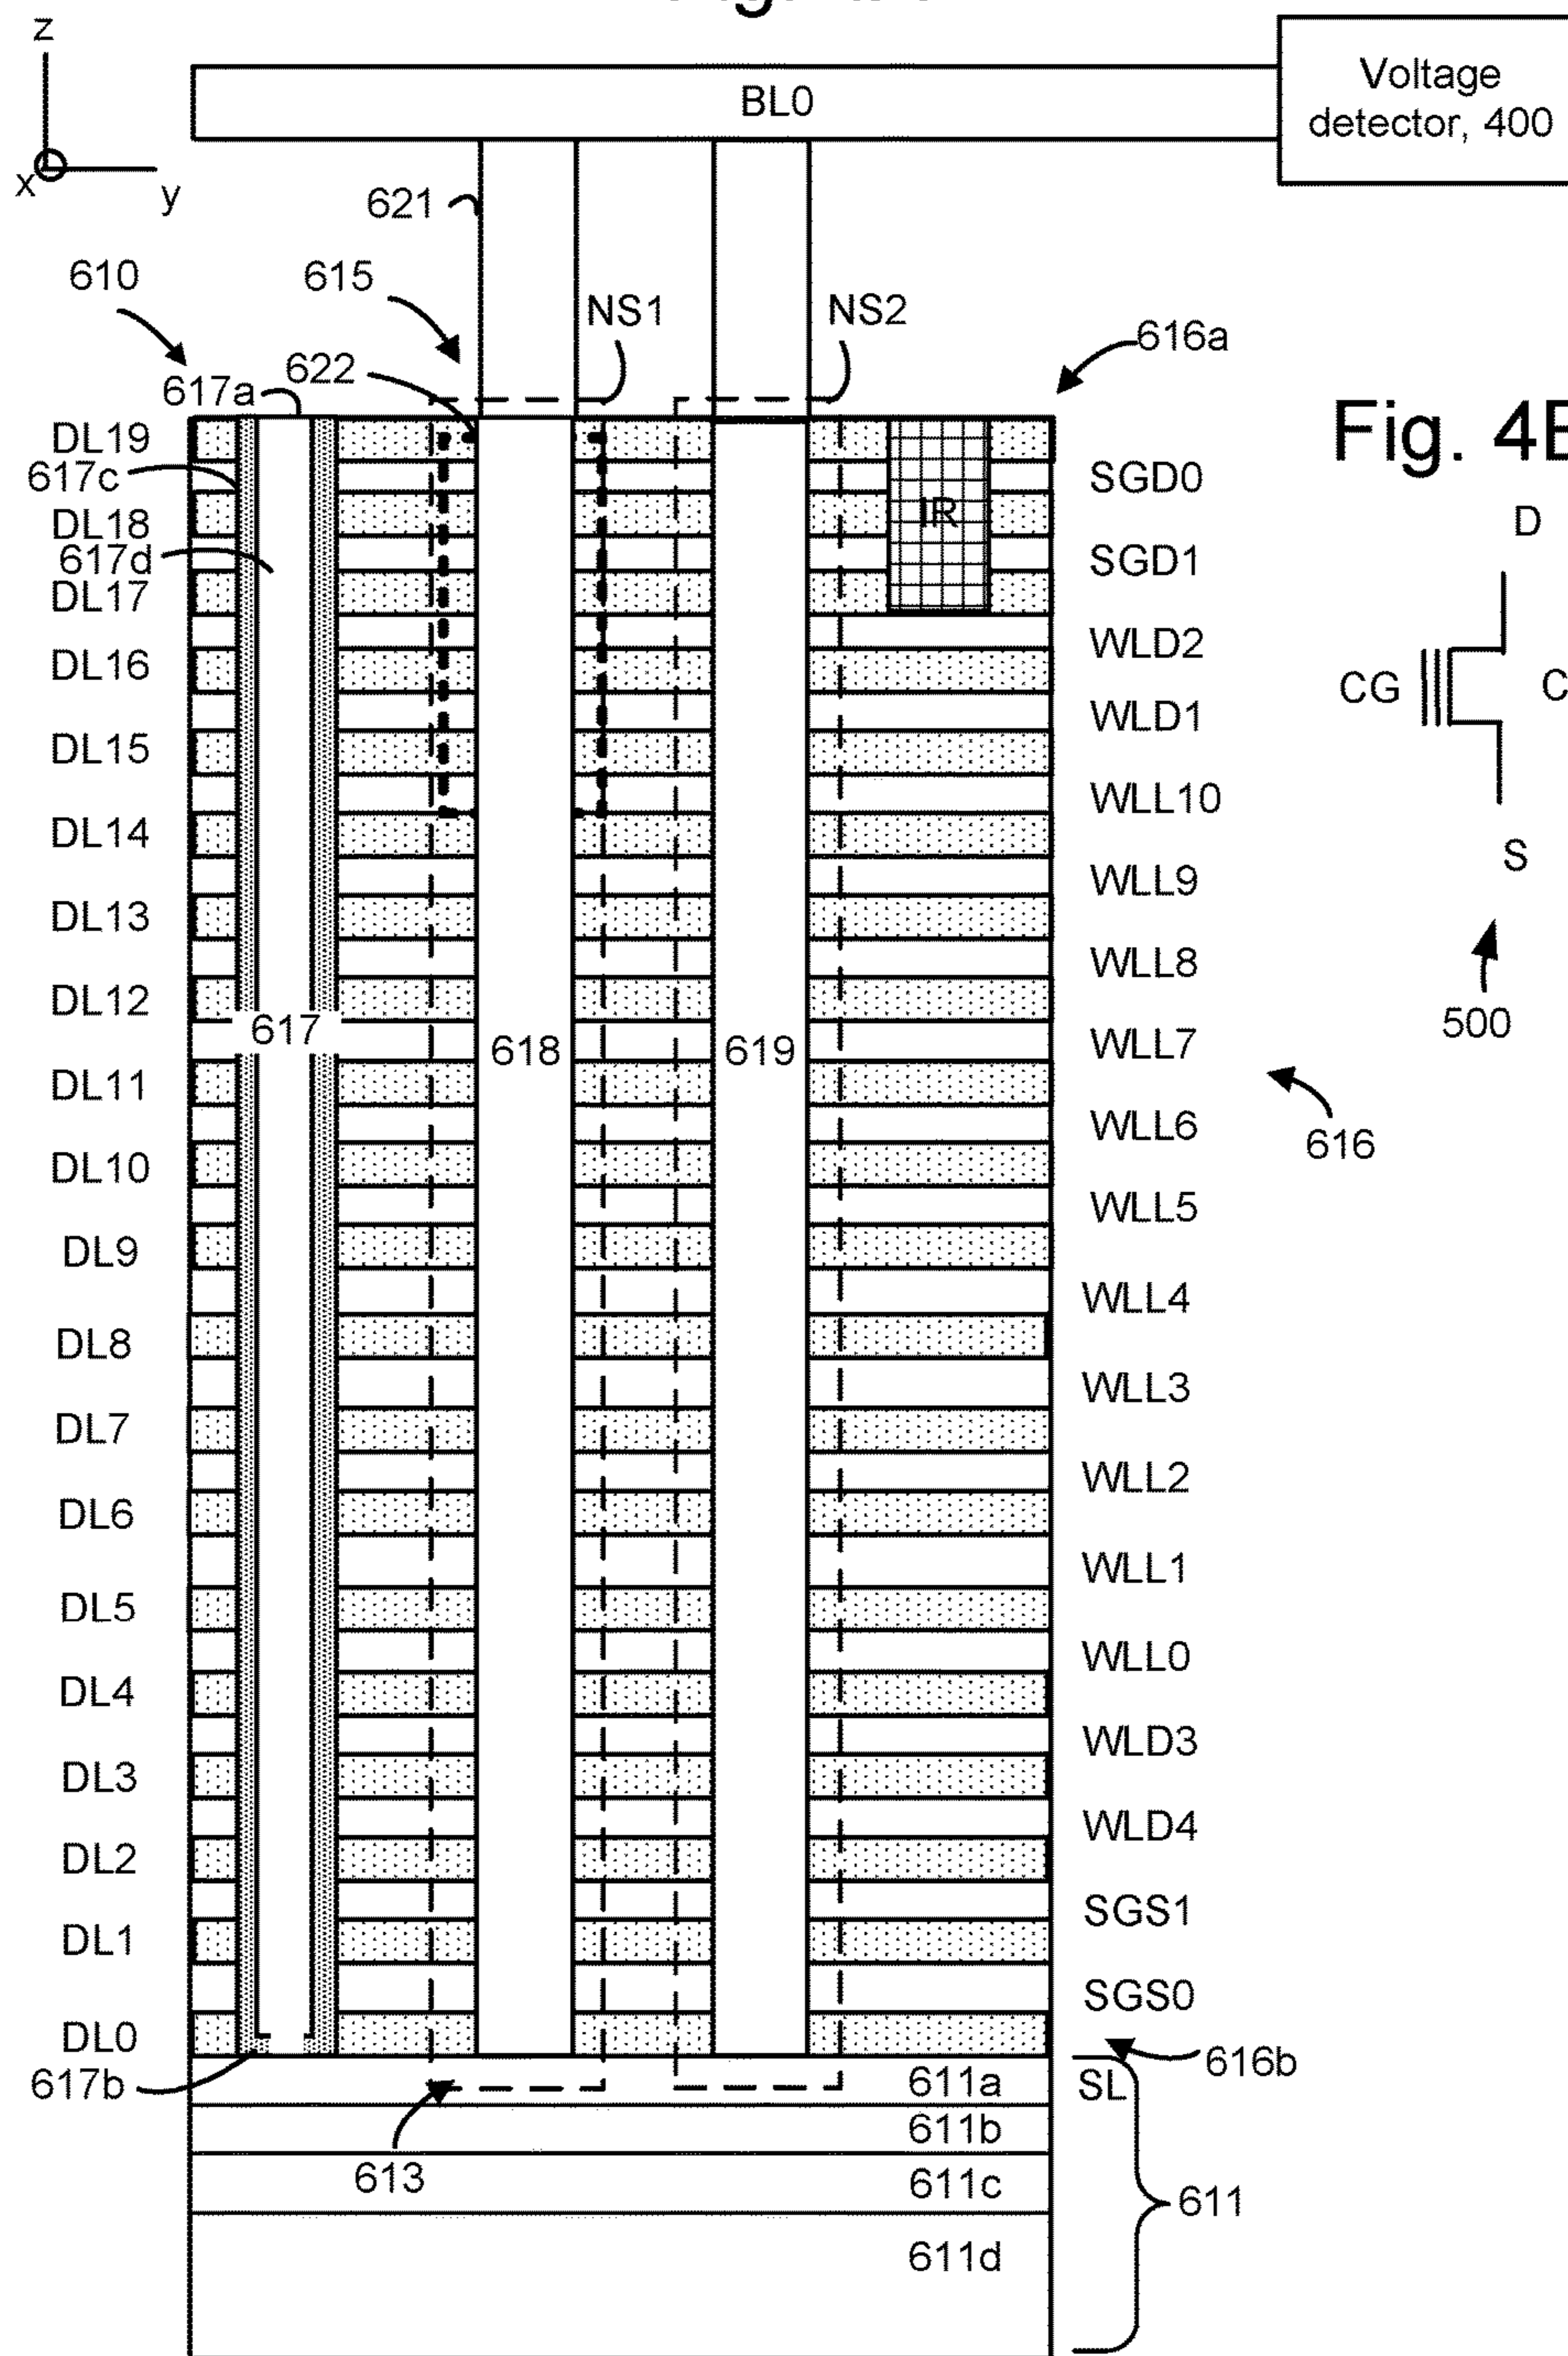 z
BL0
Voltage
detector, 400
x
y
621
610
615
NS1
NS2
616a
622
617a
DL19
617c
SGD0
Fig. 4
DL18
IR
D
617d
SGD1
DL17
WLD2
DL16
CG
C
WLD1
DL15
WLL10
DL14
S
WLL9
DL13
WLL8
DL12
500
617
618
619
WLL7
DL11
WLL6
616
DL10
WLL5
DL9
WLL4
DL8
WLL3
DL7
WLL2
DL6
WLL1
DL5
WLL0
DL4
WLD3
DL3
WLD4
DL2
SGS1
DL1
SGS0
DL0
616b
617b
611a
SL
611b
613
611c
611
611d